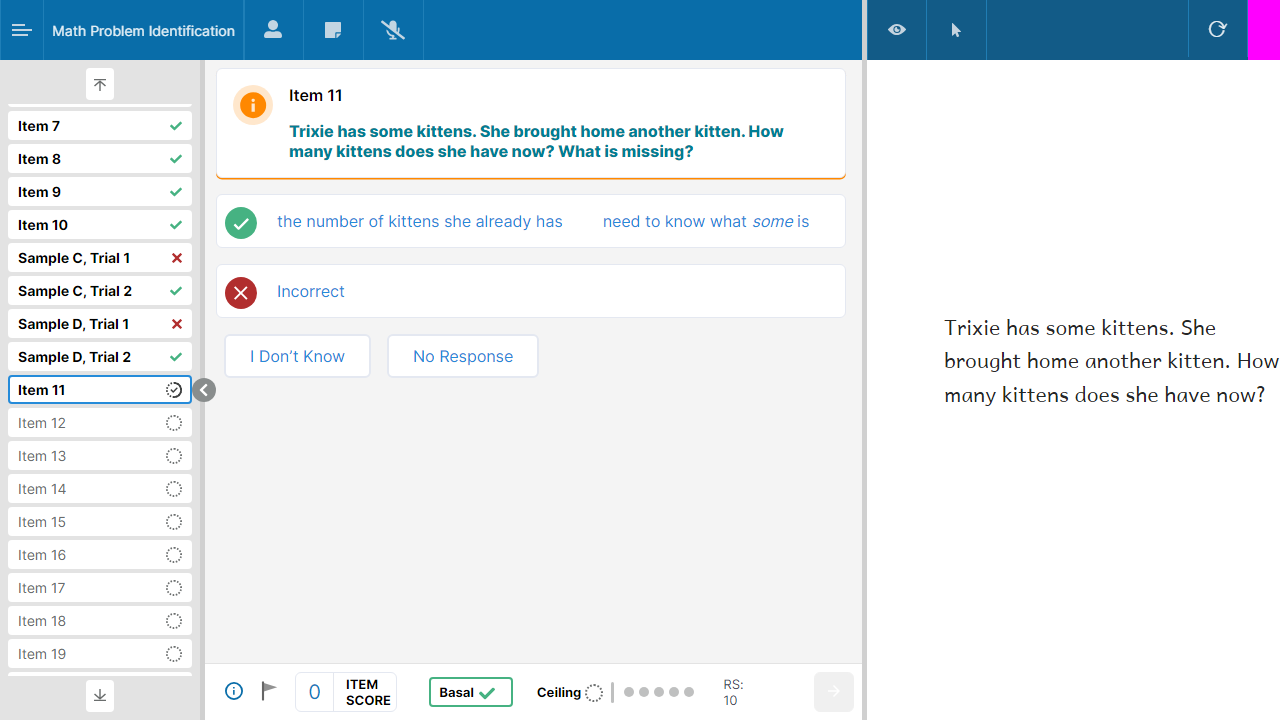 Math Problem Identification
Item 7
Item 8
Item 9
Item 10
Sample C, Trial 1
Sample C, Trial 2
Sample D, Trial 1
Sample D, Trial 2
Item 11
Item 12
Item 13
Item 14
Item 15
Item 16
Item 17
Item 18
Item 19
Item 11
Trixie has some kittens. She brought home another kitten. How
many kittens does she have now? What is missing?
the number of kittens she already has need to know what some is
Incorrect
I Don’t Know No Response
0 ITEM SCORE Basal Ceiling RS: 10
Trixie has some kittens. She
brought home another kitten. How
many kittens does she have now?